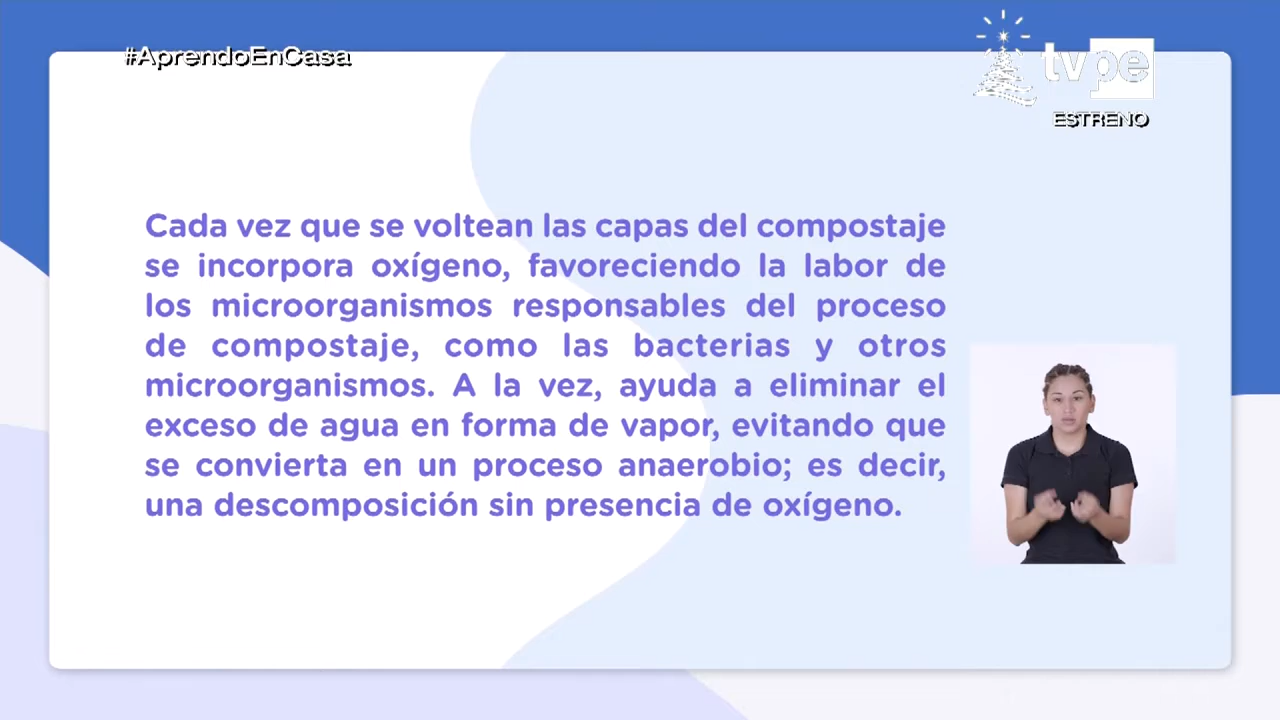 #AprendoEnCasa
tvpe
ESTRENO
Cada vez que se voltean las capas del compostaje
se incorpora oxígeno, favoreciendo la labor de
los microorganismos responsables del proceso
de compostaje, como las bacterias y otros
microorganismos. A la vez, ayuda a eliminar el
exceso de agua en forma de vapor, evitando que
se convierta en un proceso anaerobio; es decir,
una descomposición sin presencia de oxígeno.